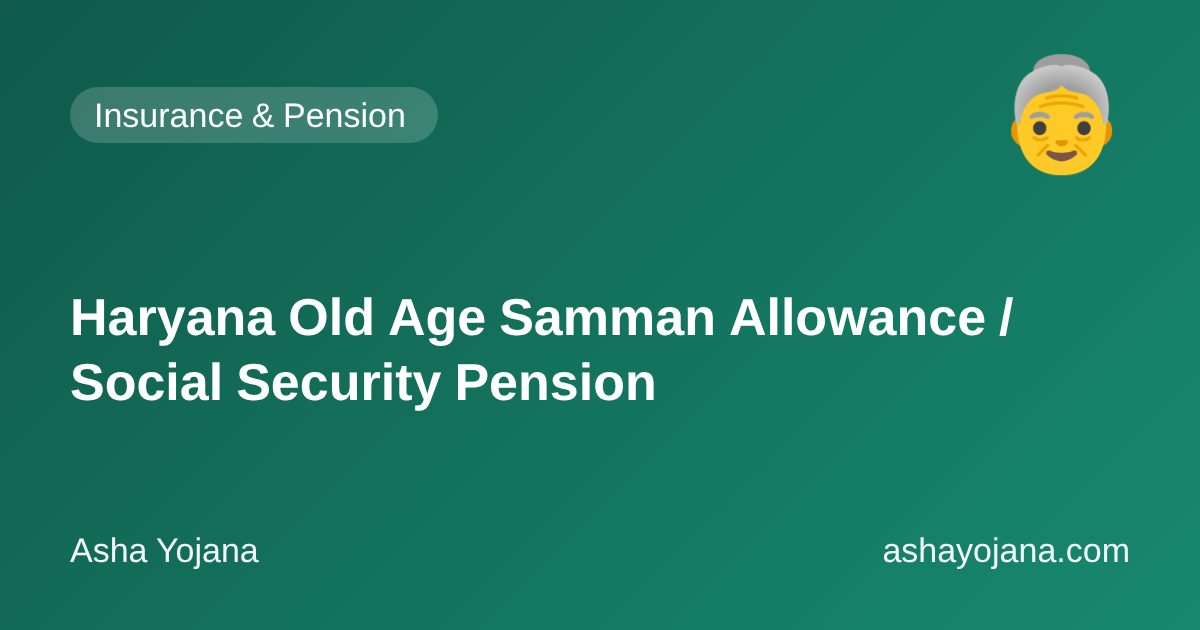 Insurance & Pension
Haryana Old Age Samman Allowance /
Social Security Pension
Asha Yojana
ashayojana.com